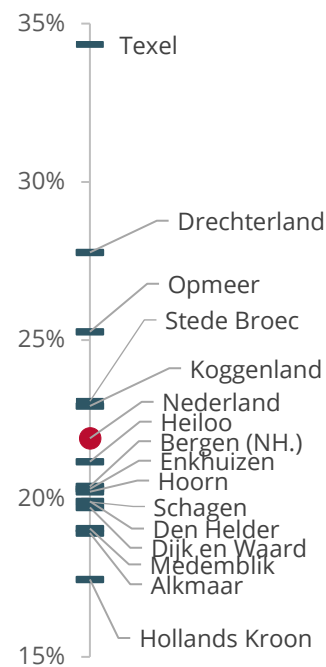 35%
Texel
30%
Drechterland
Opmeer
Stede Broec
25%
Koggenland
Nederland
Heiloo
Bergen (NH.)
Enkhuizen
Hoorn
20%
Schagen
Den Helder
Dijk en Waard
Medemblik
Alkmaar
Hollands Kroon
15%